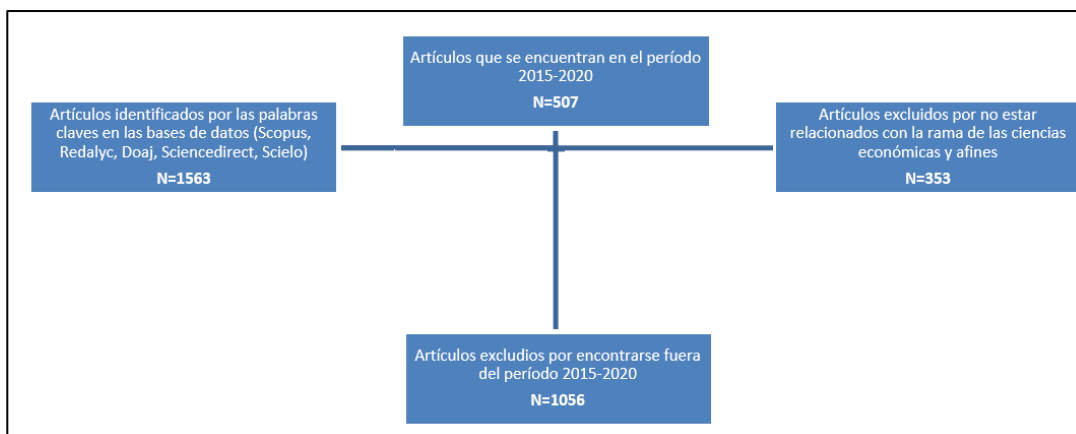 Artículos que se encuentran en el período
2015-2020
N=507
Artículos identificados por las palabras
claves en las bases de datos (Scopus,
Redalyc, Doaj, Sciencedirect, Scielo)
N=1563
Artículos excluidos por no estar
relacionados con la rama de las ciencias
económicas y afines
N=353
Artículos excludios por encontrarse fuera
del período 2015-2020
N=1056